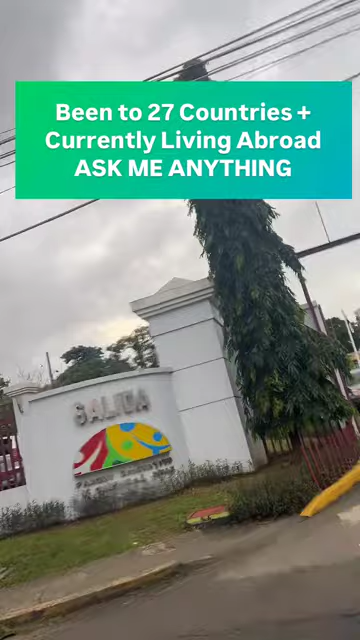 Been to 27 Countries +
Currently Living Abroad
ASK ME ANYTHING
SALIDA